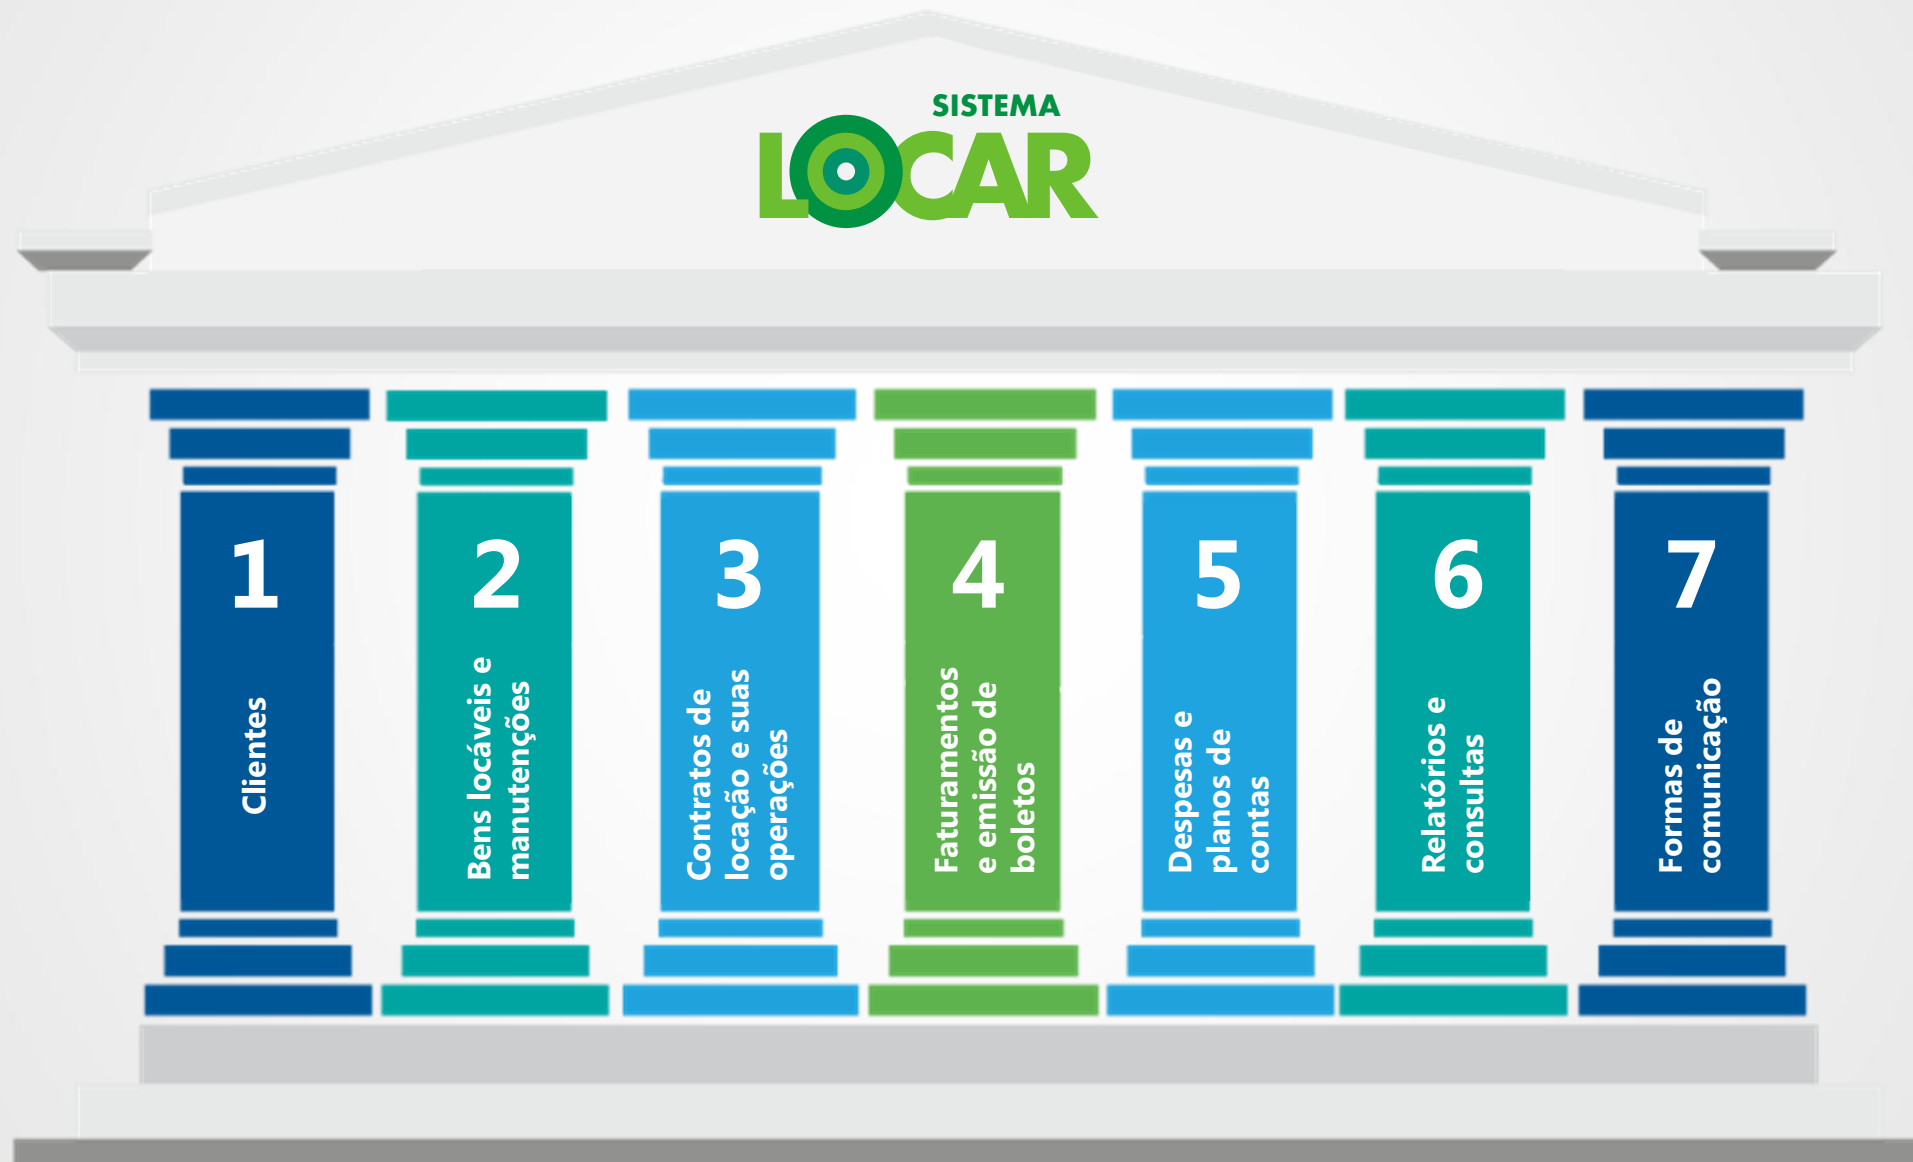 SISTEMA
LOCAR
1
Clientes
2
Bens locáveis e
manutenções
3
Contratos de
locação e suas
operações
4
Faturamentos
e emissão de
boletos
5
Despesas e
planos de
contas
6
Relatórios e
consultas
7
Formas de
comunicação